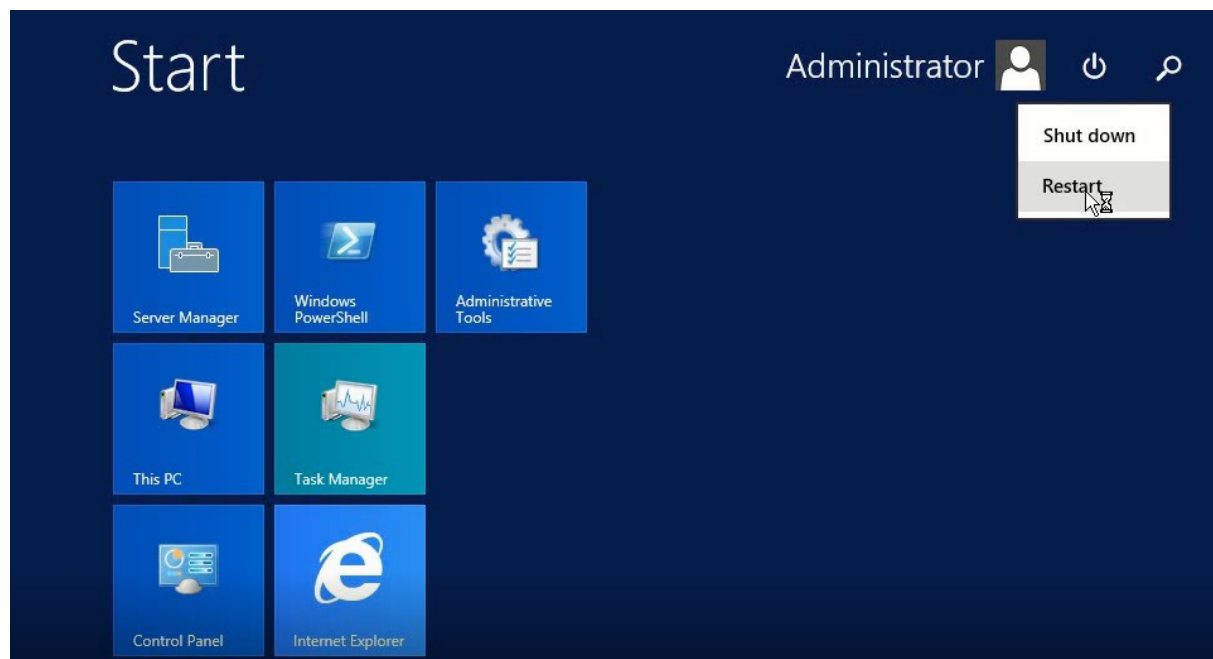 Start
Administrator
Shut down
Restart
Server Manager
Windows
PowerShell
Administrative
Tools
This PC
Task Manager
Control Panel
Internet Explorer